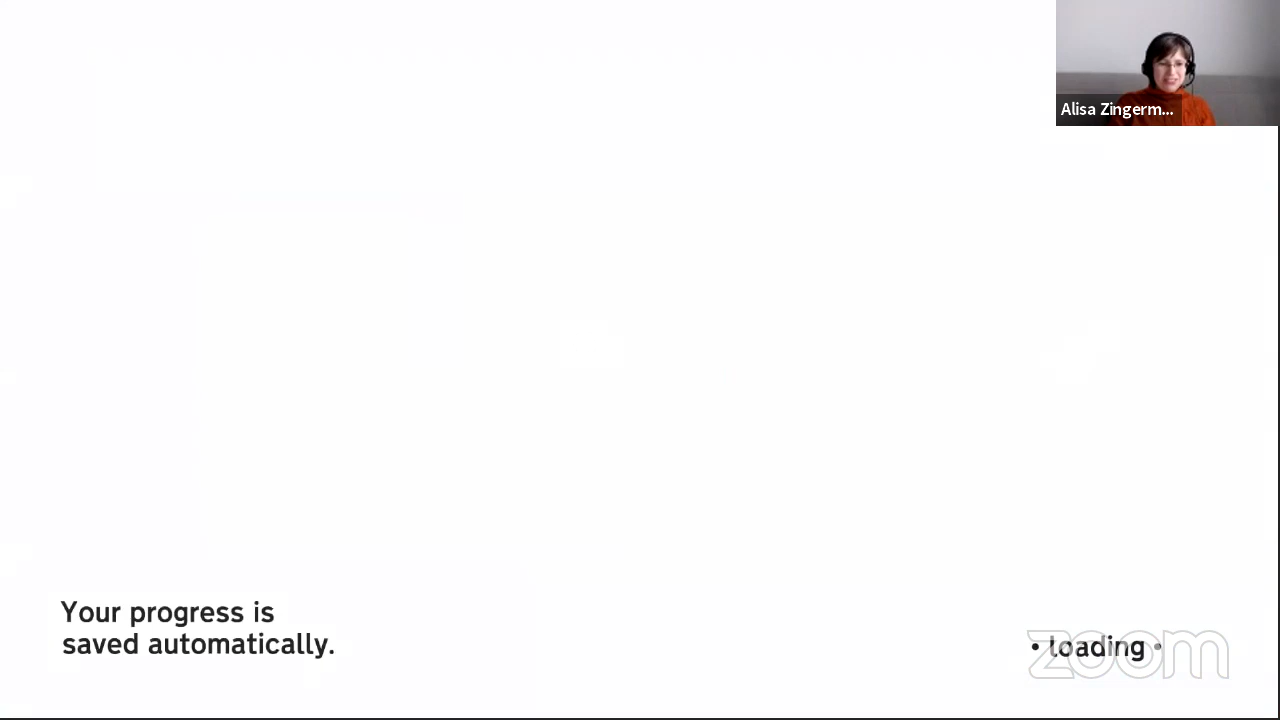 Alisa Zingerm...
Your progress is
saved automatically.
• loading •
zoom